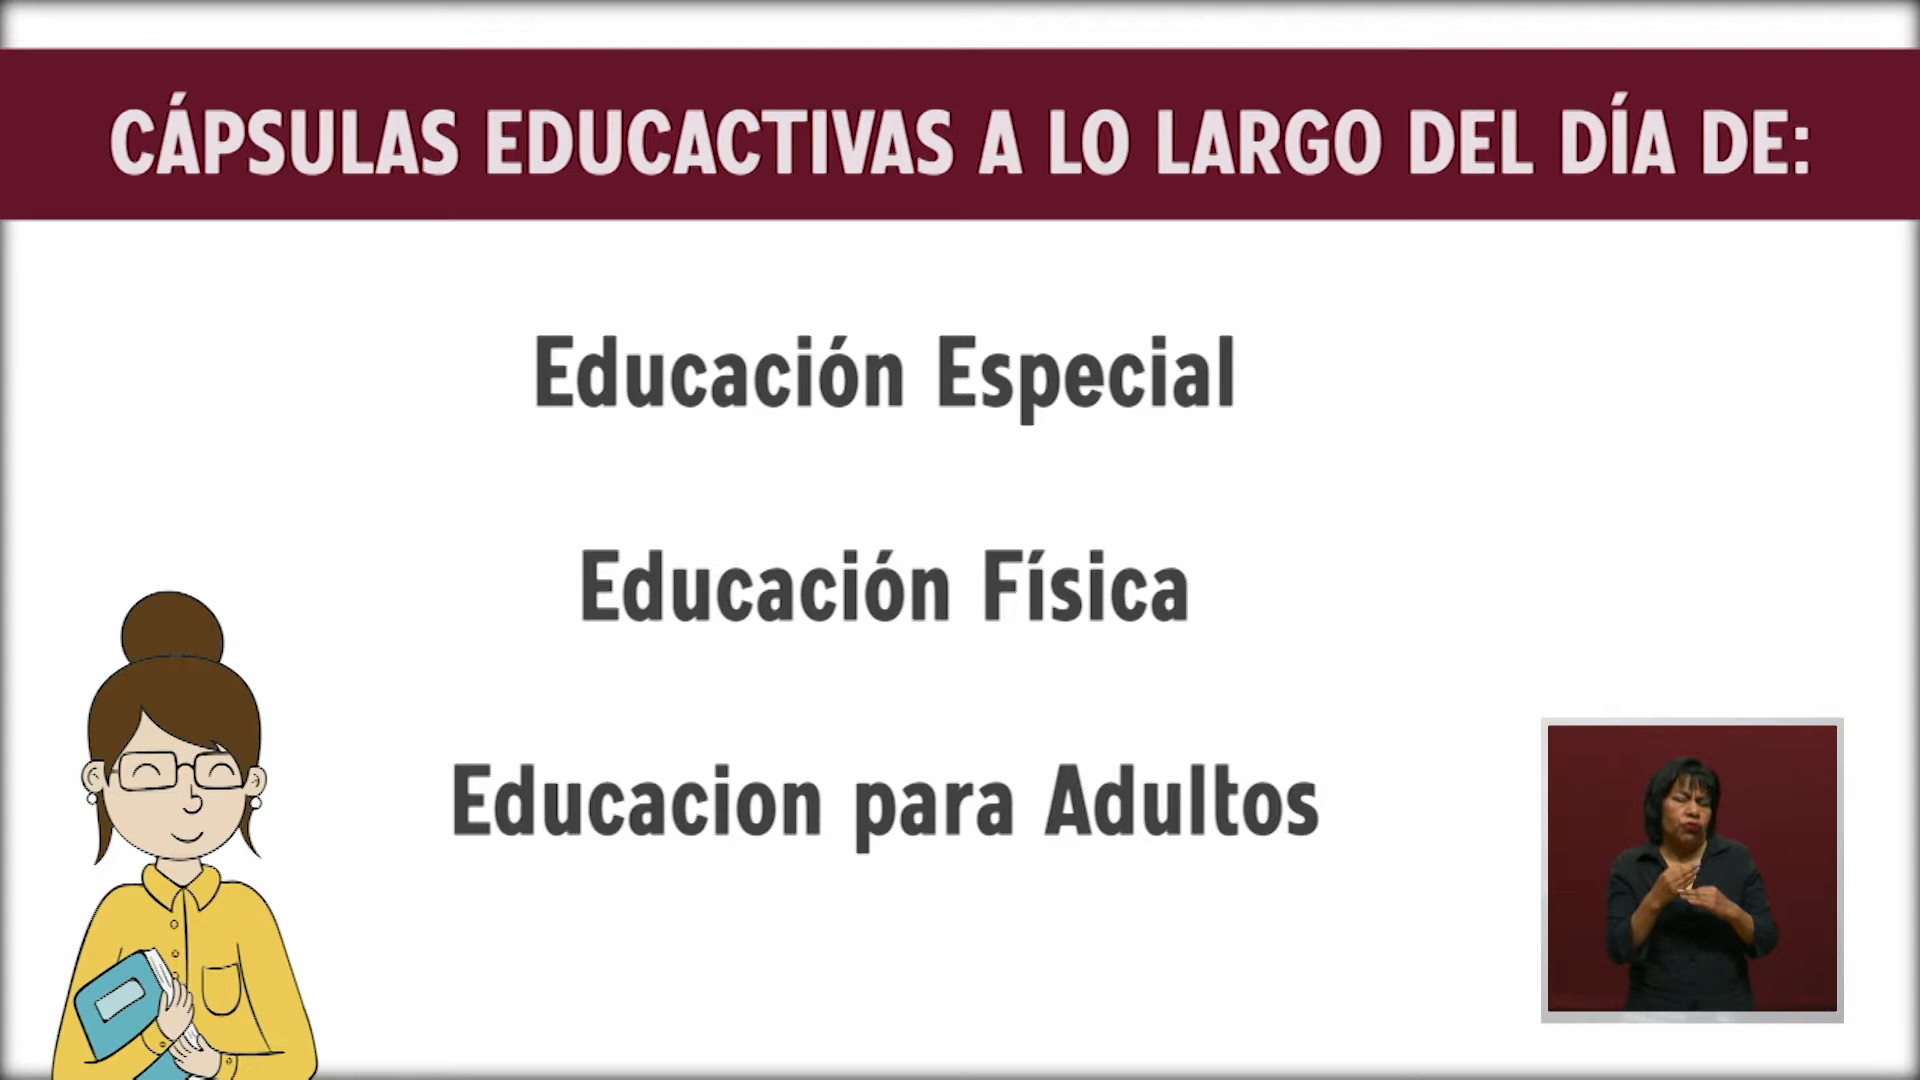 CÁPSULAS EDUCACTIVAS A LO LARGO DEL DÍA DE:
Educación Especial
Educación Física
Educacion para Adultos